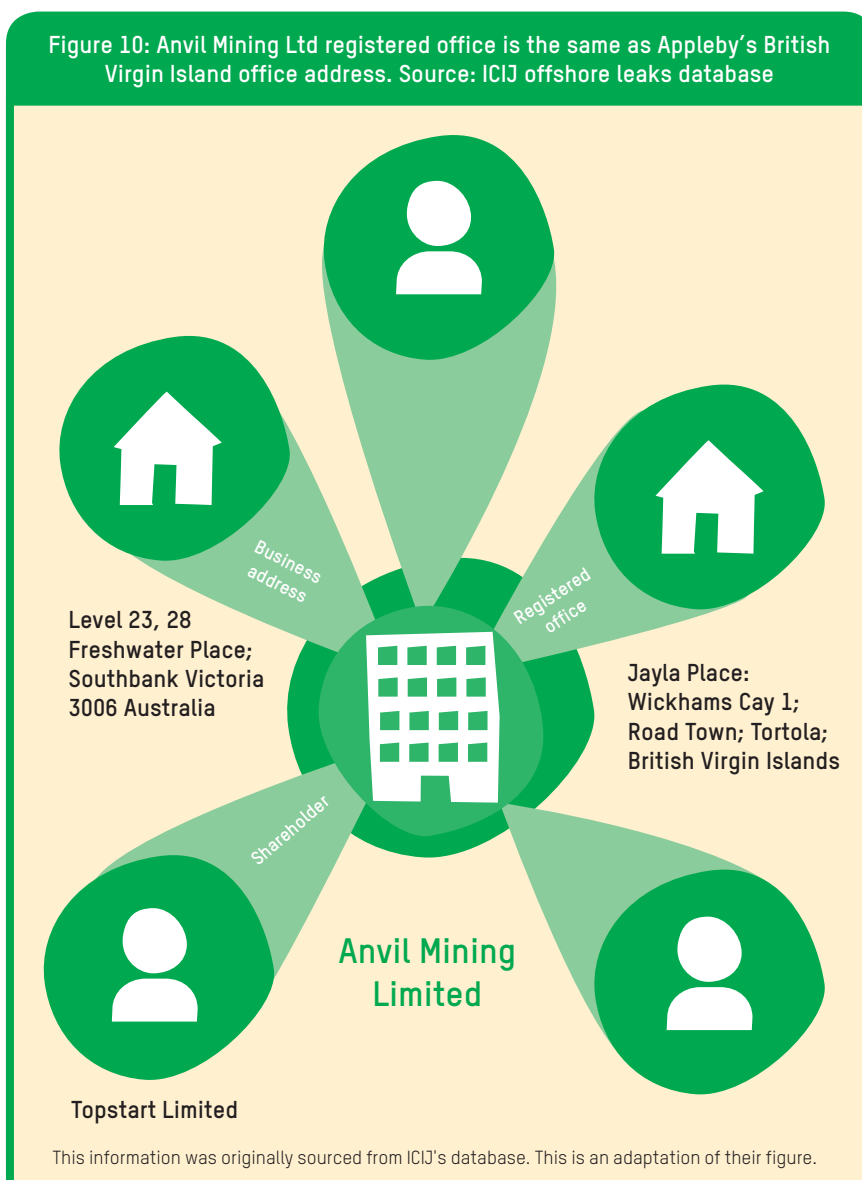 Figure 10: Anvil Mining Ltd registered office is the same as Appleby's British
Virgin Island office address. Source: ICIJ offshore leaks database
Business
address
Registered
office
Level 23, 28
Freshwater Place;
Southbank Victoria
3006 Australia
Jayla Place:
Wickhams Cay 1;
Road Town; Tortola;
British Virgin Islands
Shareholder
Anvil Mining
Limited
Topstart Limited
This information was originally sourced from ICIJ's database. This is an adaptation of their figure.